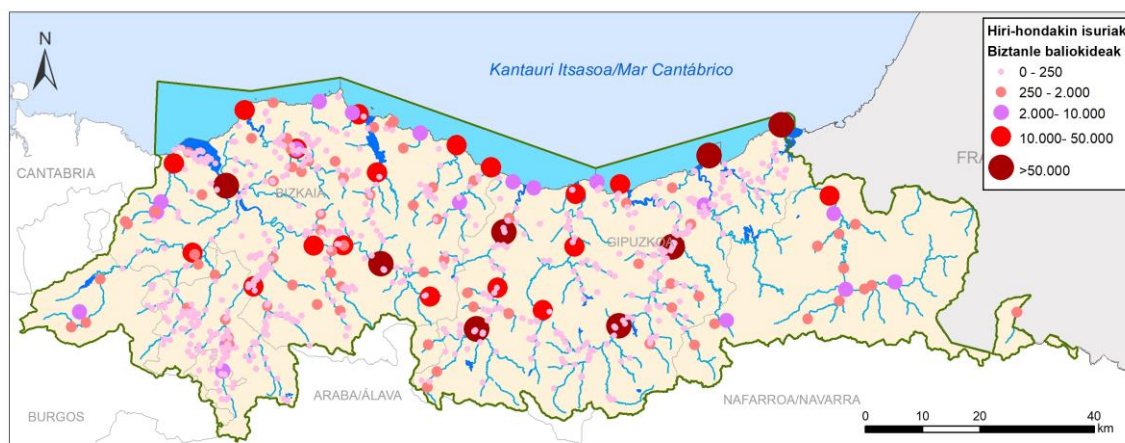 N
Kantauri Itsasoa/Mar Cantábrico
Hiri-hondakin isuriak
Biztanle baliokideak
0 - 250
250 - 2.000
2.000- 10.000
10.000- 50.000
>50.000
CANTABRIA
FRA
BIZKAIA
GIPUZKOA
ARABA/ÁLAVA
NAFARROA/NAVARRA
BURGOS
0 10 20 40
km